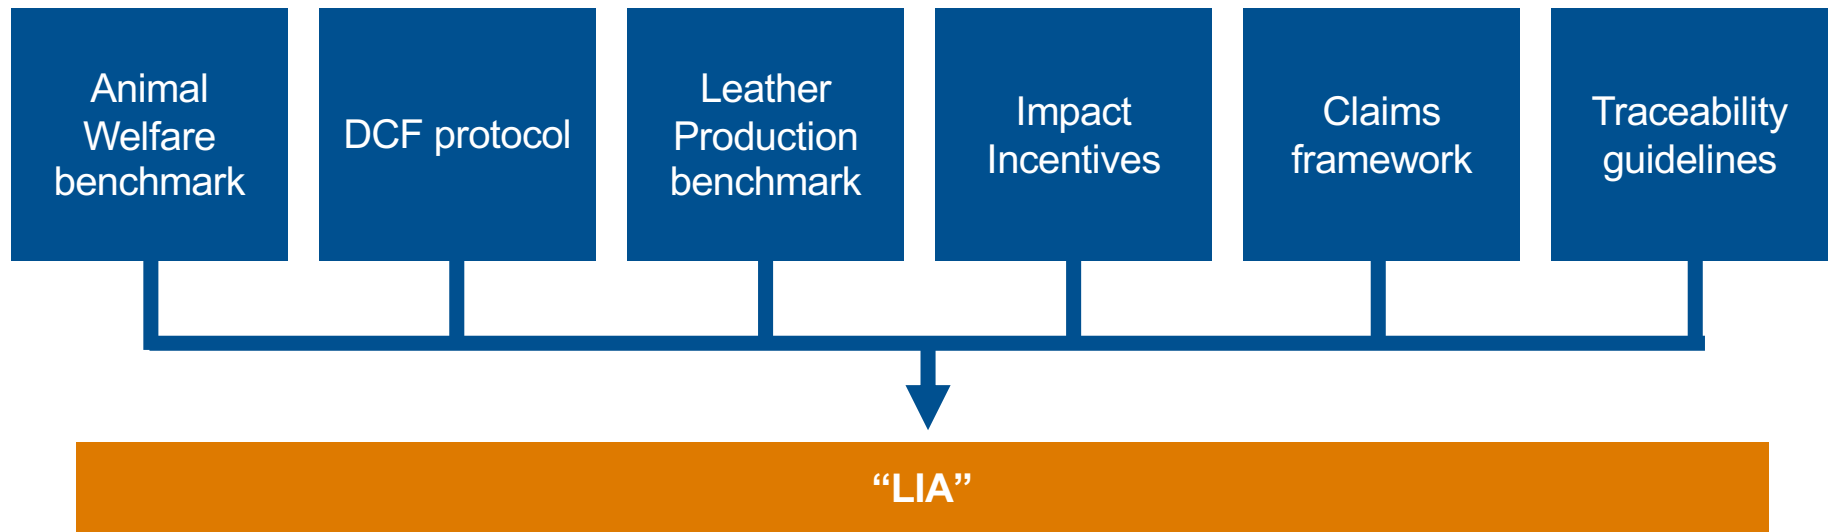 Animal
Welfare
benchmark
DCF protocol
Leather
Production
benchmark
Impact
Incentives
Claims
framework
Traceability
guidelines
“LIA”